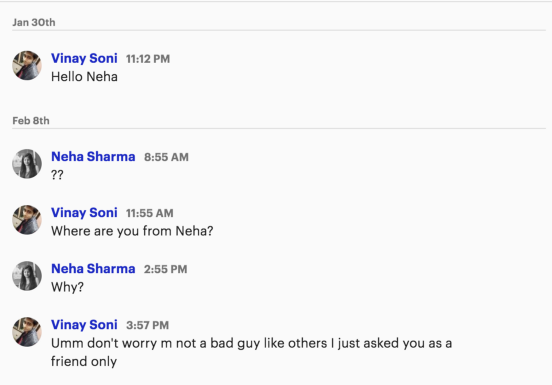 Jan 30th
Vinay Soni 11:12 PM
Hello Neha
Feb 8th
Neha Sharma 8:55 AM
??
Vinay Soni 11:55 AM
Where are you from Neha?
Neha Sharma 2:55 PM
Why?
Vinay Soni 3:57 PM
Umm don't worry m not a bad guy like others I just asked you as a
friend only